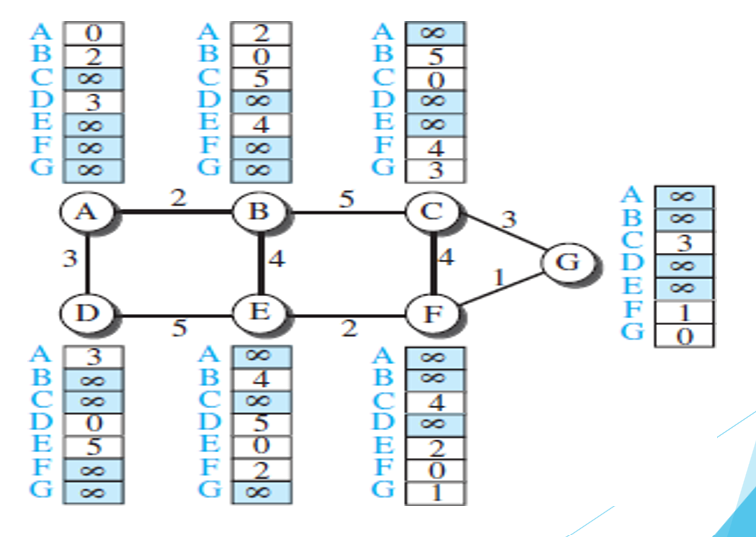 A 0
B 2
C ∞
D 3
E ∞
F ∞
G ∞
A 2
B 0
C 5
D ∞
E 4
F ∞
G ∞
A ∞
B 5
C 0
D ∞
E ∞
F 4
G 3
A 2 B 5 C 3
3 4 4 1 G
D 5 E 2 F
A ∞
B ∞
C 3
D ∞
E ∞
F 1
G 0
A 3
B ∞
C ∞
D 0
E 5
F ∞
G ∞
A ∞
B 4
C ∞
D 5
E 0
F 2
G ∞
A ∞
B ∞
C 4
D ∞
E 2
F 0
G 1